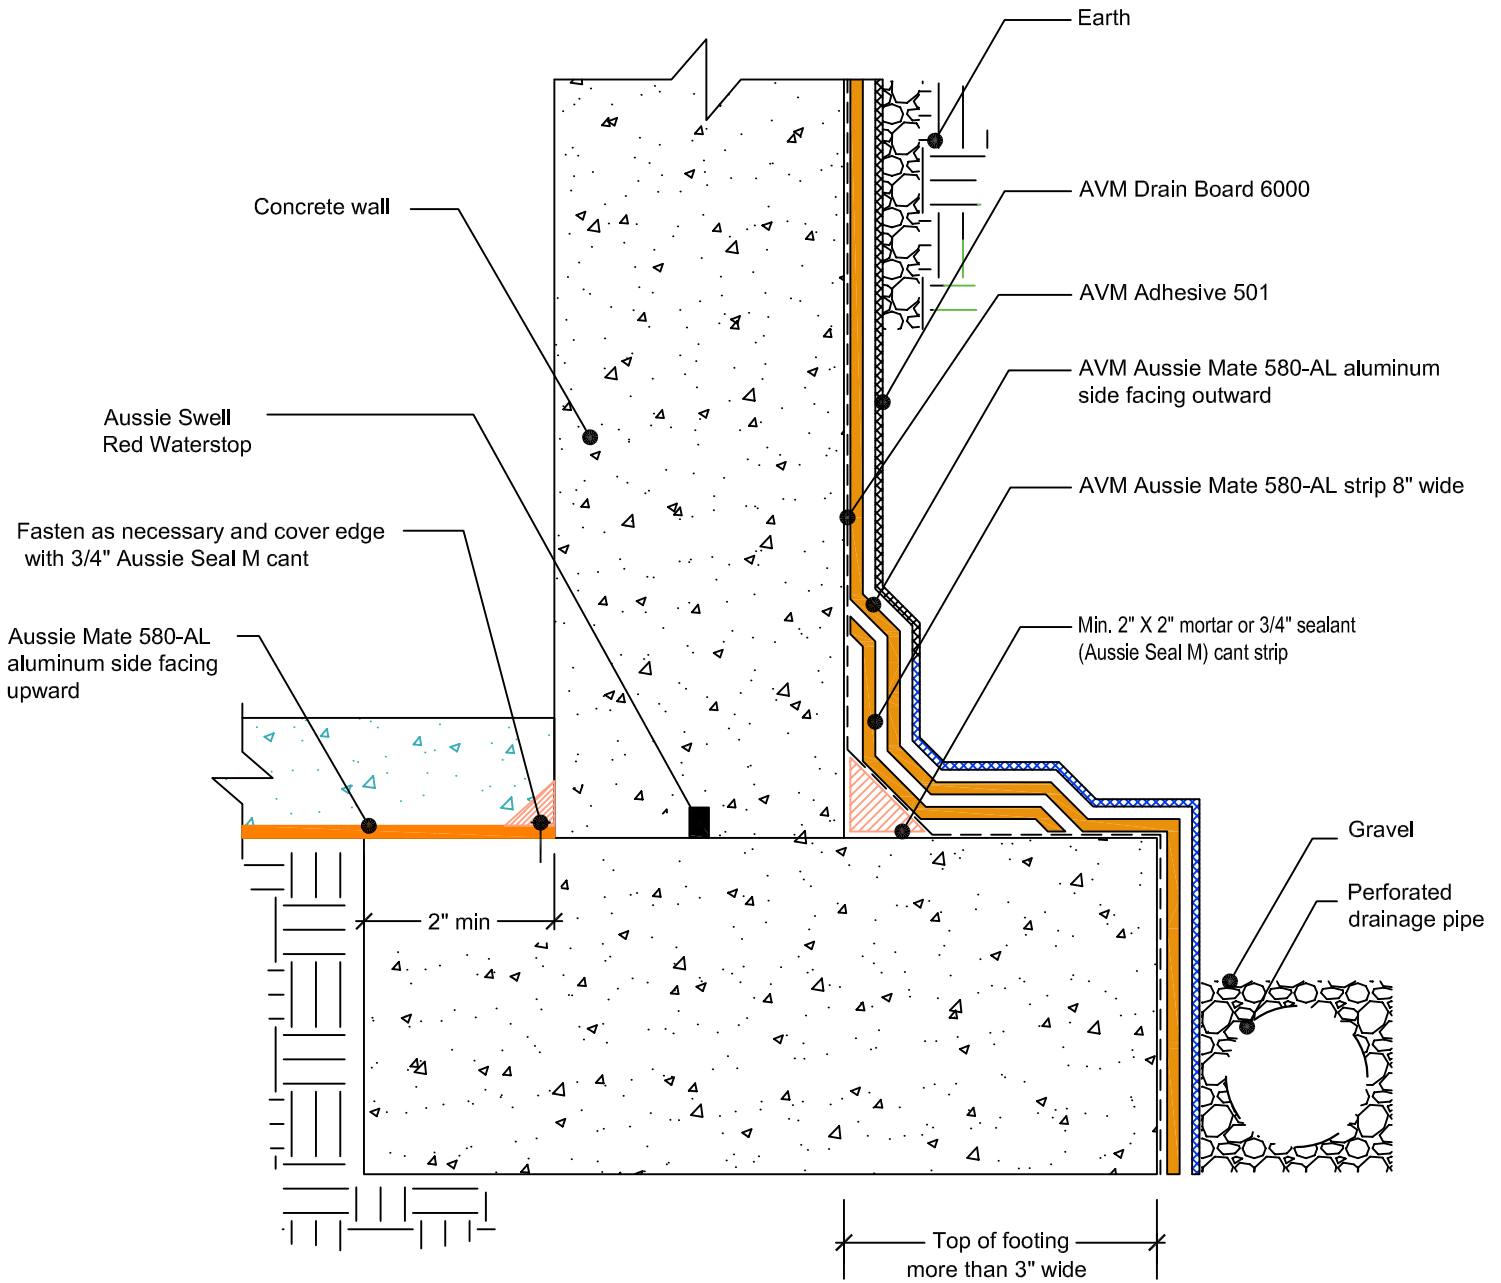 Earth
AVM Drain Board 6000
Concrete wall
AVM Adhesive 501
AVM Aussie Mate 580-AL aluminum
side facing outward
Aussie Swell
Red Waterstop
AVM Aussie Mate 580-AL strip 8" wide
Fasten as necessary and cover edge
with 3/4" Aussie Seal M cant
Min. 2" X 2" mortar or 3/4" sealant
(Aussie Seal M) cant strip
Aussie Mate 580-AL
aluminum side facing
upward
Gravel
Perforated
drainage pipe
2" min
Top of footing
more than 3" wide